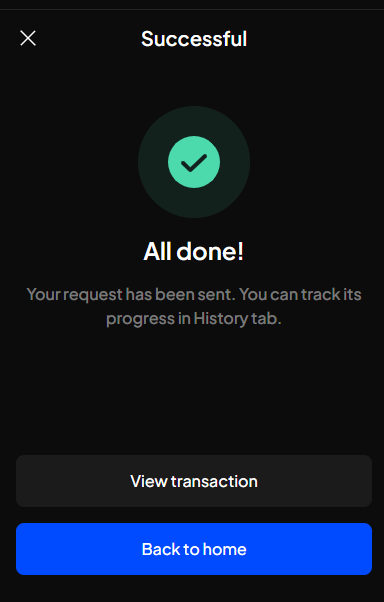 Successful
All done!
Your request has been sent. You can track its
progress in History tab.
View transaction
Back to home